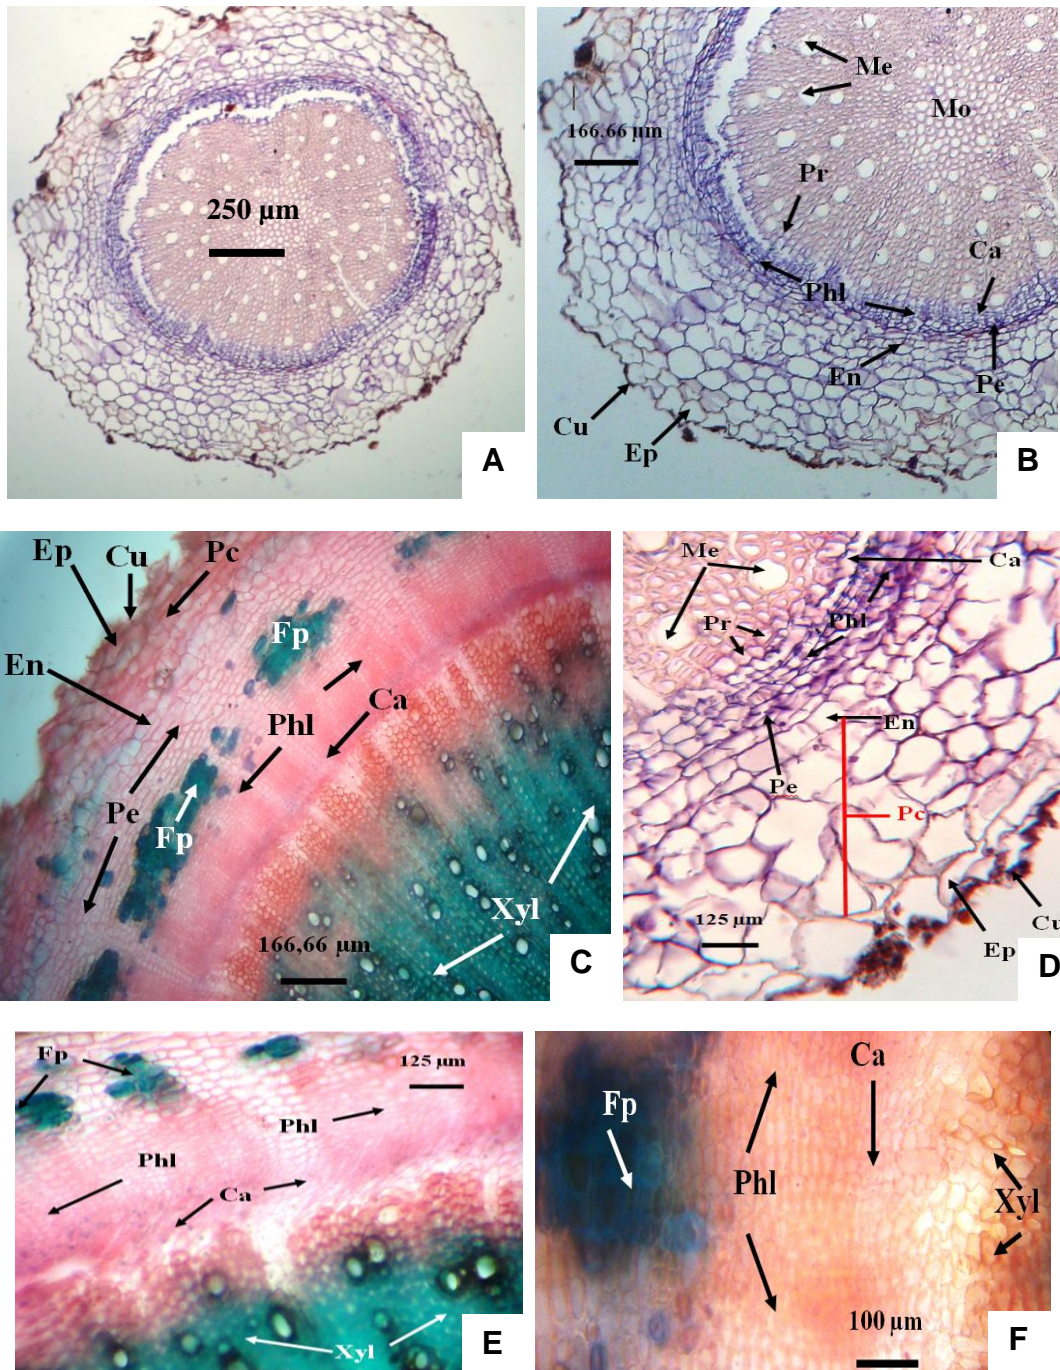 250 µm
A
Me
Mo
166,66 µm
Pr
Ca
Phl
En
Pe
Cu
Ep
B
Ep
Cu
Pc
Fp
En
Ca
Phl
Pe
Fp
Xyl
166,66 µm
C
Me
Ca
Pr
Phl
En
Pe
Pc
125 µm
Ep
Cu
D
Fp
125 µm
Phl
Phl
Ca
Xyl
E
Ca
Fp
Phl
Xyl
100 µm
F